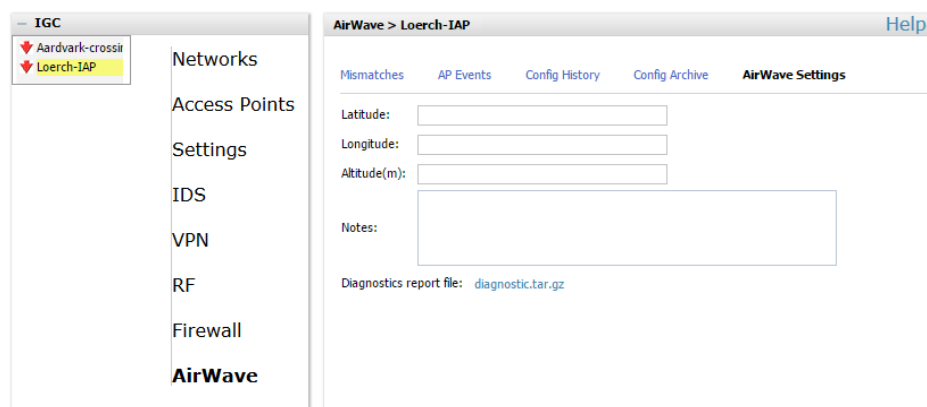 IGC
Aardvark-crossin
Loerch-IAP
Networks
Access Points
Settings
IDS
VPN
RF
Firewall
AirWave
AirWave > Loerch-IAP
Help
Mismatches AP Events Config History Config Archive AirWave Settings
Latitude:
Longitude:
Altitude(m):
Notes:
Diagnostics report file: diagnostic.tar.gz